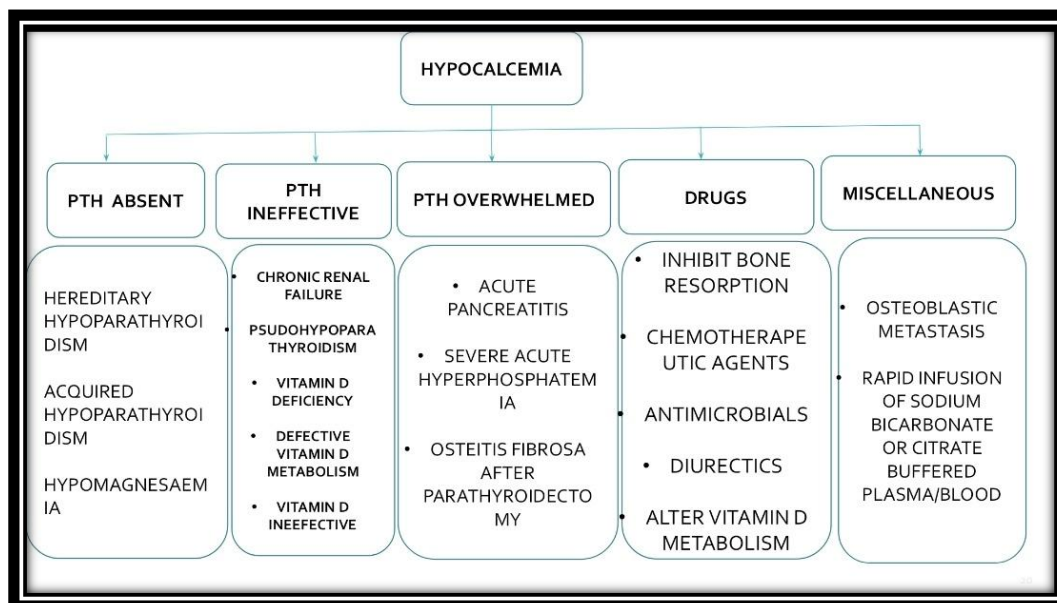 HYPOCALCEMIA
PTH ABSENT
PTH
INEFFECTIVE
PTH OVERWHELMED
DRUGS
MISCELLANEOUS
HEREDITARY
HYPOPARATHYROI
DISM
ACQUIRED
HYPOPARATHYROI
DISM
HYPOMAGNESAEM
IA
• CHRONIC RENAL
FAILURE
• PSUDOHYPOPARA
THYROIDISM
• VITAMIN D
DEFICIENCY
• DEFECTIVE
VITAMIN D
METABOLISM
• VITAMIN D
INEEFECTIVE
• ACUTE
PANCREATITIS
• SEVERE ACUTE
HYPERPHOSPHATEM
IA
• OSTEITIS FIBROSA
AFTER
PARATHYROIDECTO
MY
• INHIBIT BONE
RESORPTION
• CHEMOTHERAPE
UTIC AGENTS
• ANTIMICROBIALS
• DIURECTICS
• ALTER VITAMIN D
METABOLISM
• OSTEOBLASTIC
METASTASIS
• RAPID INFUSION
OF SODIUM
BICARBONATE
OR CITRATE
BUFFERED
PLASMA/BLOOD
20